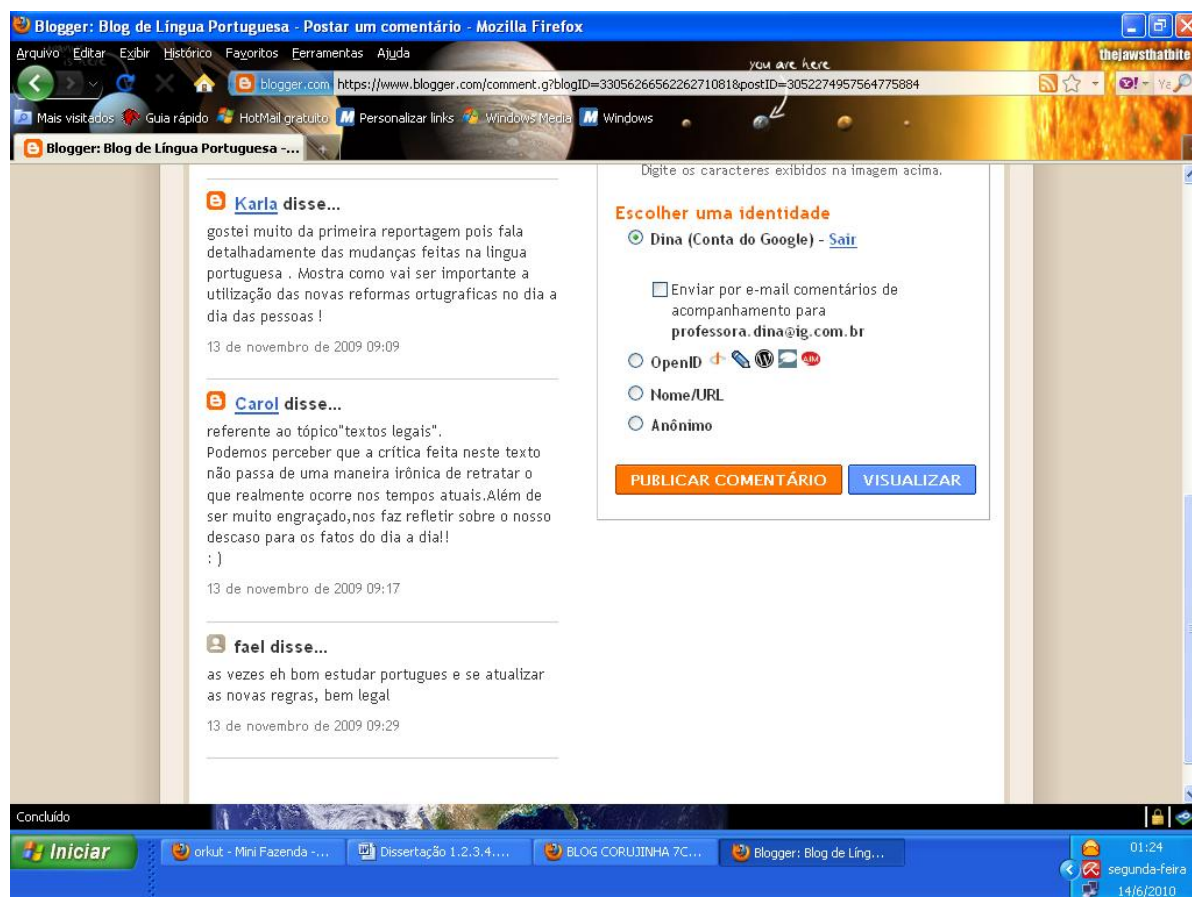 Blogger: Blog de Língua Portuguesa - Postar um comentário - Mozilla Firefox
Arquivo Editar Exibir Histórico Favoritos Ferramentas Ajuda
you are here
thejawsthatbite
blogger.com https://www.blogger.com/comment.g?blogID=3305626656226271081&postID=3052274957564775884
Mais visitados Guia rápido HotMail gratuito Personalizar links Windows Media Windows
Blogger: Blog de Língua Portuguesa -...
Karla disse...
gostei muito da primeira reportagem pois fala
detalhadamente das mudanças feitas na lingua
portuguesa . Mostra como vai ser importante a
utilização das novas reformas ortugraficas no dia a
dia das pessoas !
13 de novembro de 2009 09:09
Carol disse...
referente ao tópico"textos legais".
Podemos perceber que a crítica feita neste texto
não passa de uma maneira irônica de retratar o
que realmente ocorre nos tempos atuais.Além de
ser muito engraçado,nos faz refletir sobre o nosso
descaso para os fatos do dia a dia!!
: )
13 de novembro de 2009 09:17
fael disse...
as vezes eh bom estudar portugues e se atualizar
as novas regras, bem legal
13 de novembro de 2009 09:29
Digite os caracteres exibidos na imagem acima.
Escolher uma identidade
Dina (Conta do Google) - Sair
Enviar por e-mail comentários de
acompanhamento para
professora.dina@ig.com.br
OpenID AIM
Nome/URL
Anônimo
PUBLICAR COMENTÁRIO VISUALIZAR
Concluído
Iniciar orkut - Mini Fazenda -... Dissertação 1.2.3.4.... BLOG CORUJINHA 7C... Blogger: Blog de Líng...
01:24
segunda-feira
14/6/2010